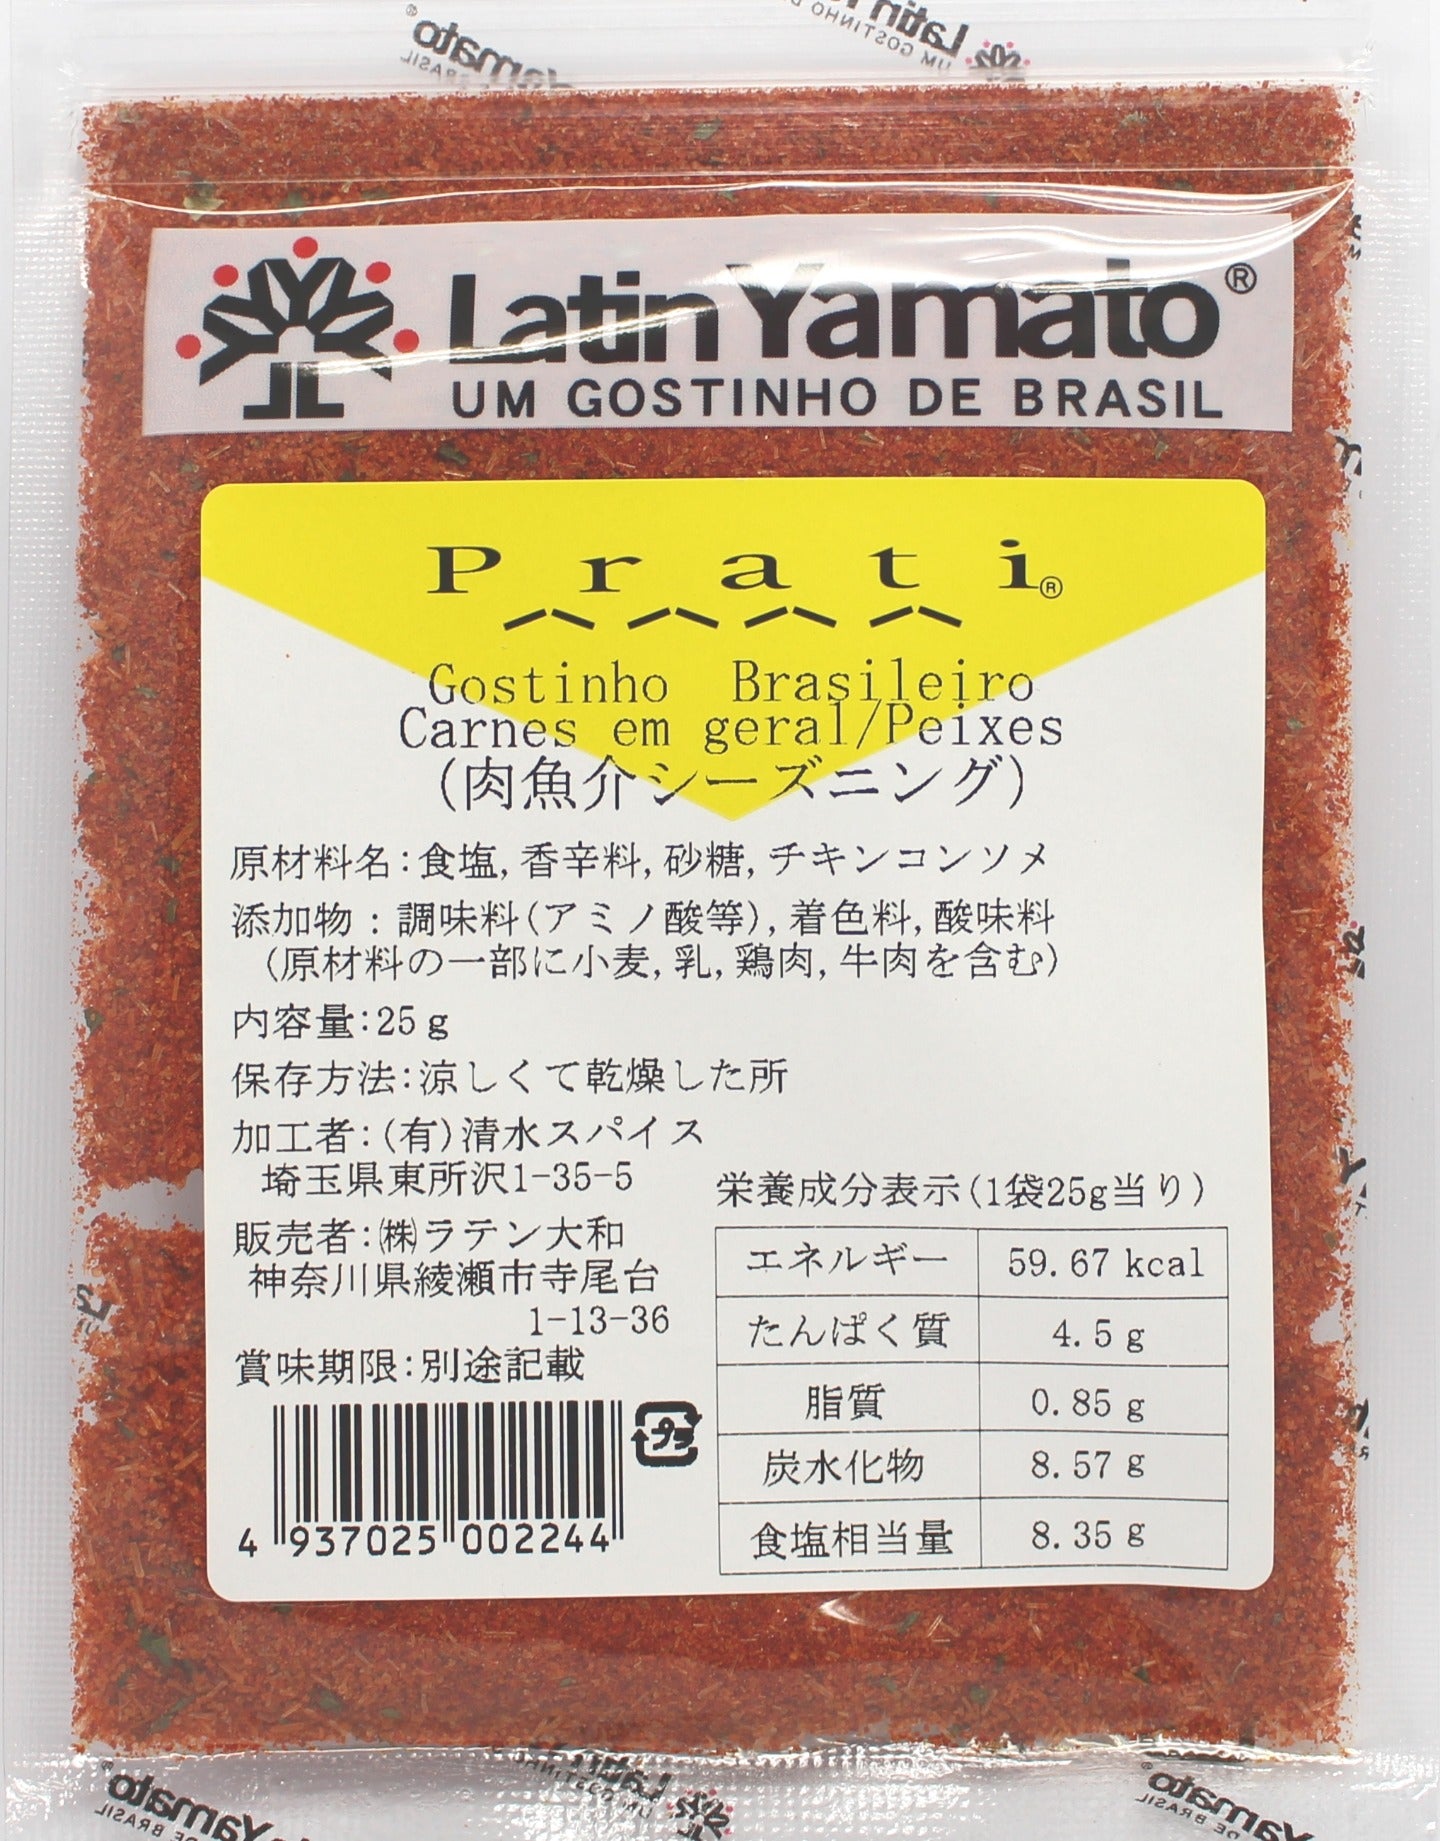 Latin Yamato®
UM GOSTINHO DE BRASIL
Prati®
Gostinho Brasileiro
Carnes em geral/Peixes
(肉魚介シーズニング)
原材料名:食塩,香辛料,砂糖,チキンコンソメ
添加物:調味料(アミノ酸等),着色料,酸味料
(原材料の一部に小麦,乳,鶏肉,牛肉を含む)
内容量:25g
保存方法:涼しくて乾燥した所
加工者:(有)清水スパイス
埼玉県東所沢1-35-5
販売者:㈱ラテン大和
神奈川県綾瀬市寺尾台
1-13-36
賞味期限:別途記載
プラ
4 937025 002244
栄養成分表示(1袋25g当り)
エネルギー 59.67 kcal
たんぱく質 4.5 g
脂質 0.85 g
炭水化物 8.57 g
食塩相当量 8.35 g